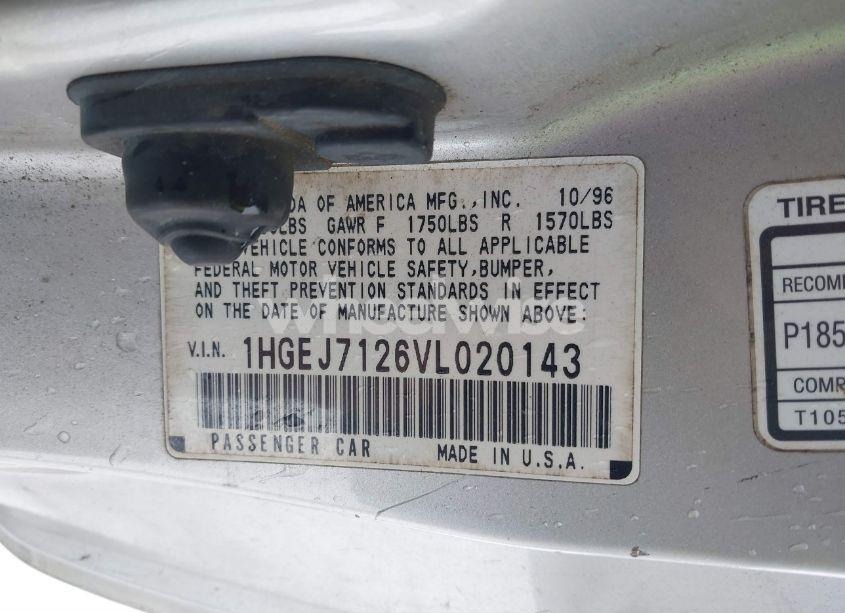 DA OF AMERICA MFG.,INC. 10/96
LBS GAWR F 1750LBS R 1570LBS
VEHICLE CONFORMS TO ALL APPLICABLE
FEDERAL MOTOR VEHICLE SAFETY,BUMPER,
AND THEFT PREVENTION STANDARDS IN EFFECT
ON THE DATE OF MANUFACTURE SHOWN ABOVE:
wheelwise
V.I.N. 1HGEJ7126VL020143
PASSENGER CAR MADE IN U.S.A.
TIRE
RECOMM
P185
COMP
T105